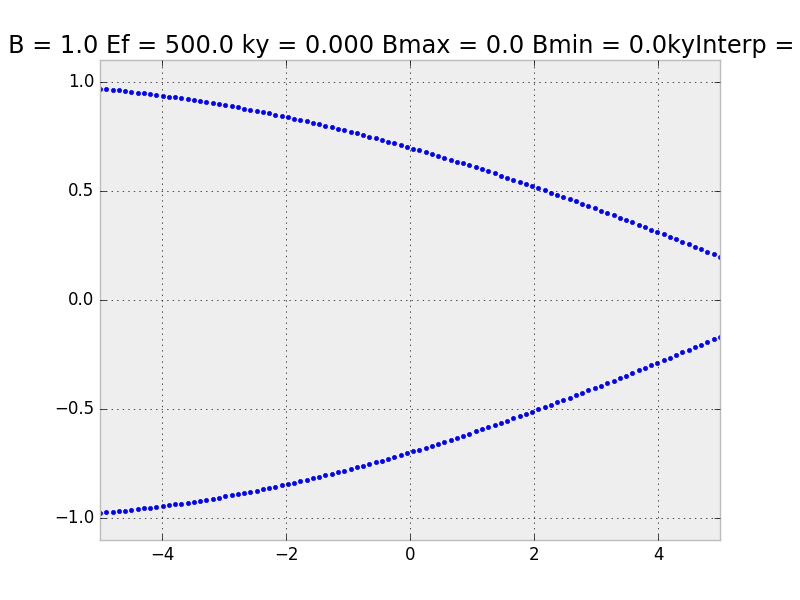 B = 1.0 Ef = 500.0 ky = 0.000 Bmax = 0.0 Bmin = 0.0kyInterp =
1.0
0.5
0.0
−0.5
−1.0
−4 −2 0 2 4